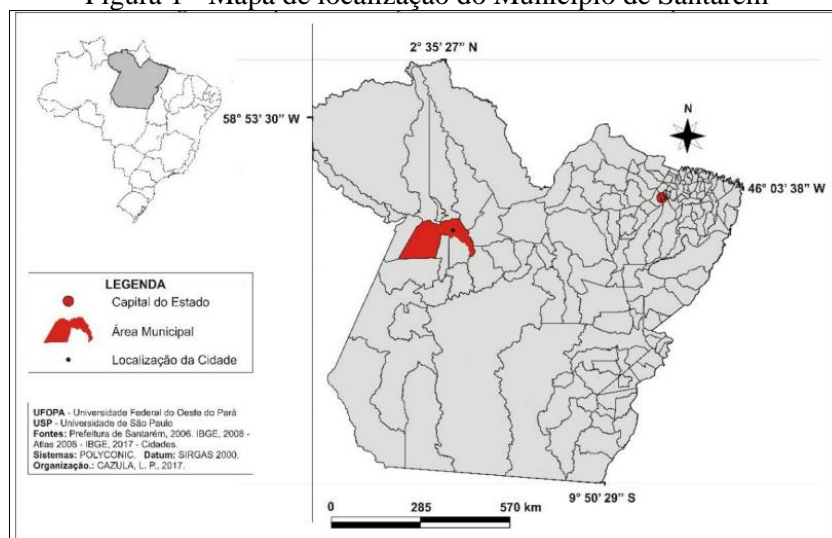 Figura 1 - Mapa de localização do Município de Santarém
2° 35' 27" N
58° 53' 30" W
N
46° 03' 38" W
LEGENDA
Capital do Estado
Área Municipal
Localização da Cidade
UFOPA - Universidade Federal do Oeste do Pará
USP - Universidade de São Paulo
Fontes: Prefeitura de Santarém, 2006. IBGE, 2008 -
Atlas 2008 - IBGE, 2017 - Cidades.
Sistemas: POLYCONIC. Datum: SIRGAS 2000.
Organização.: CAZULA, L. P., 2017.
9° 50' 29" S
0 285 570 km